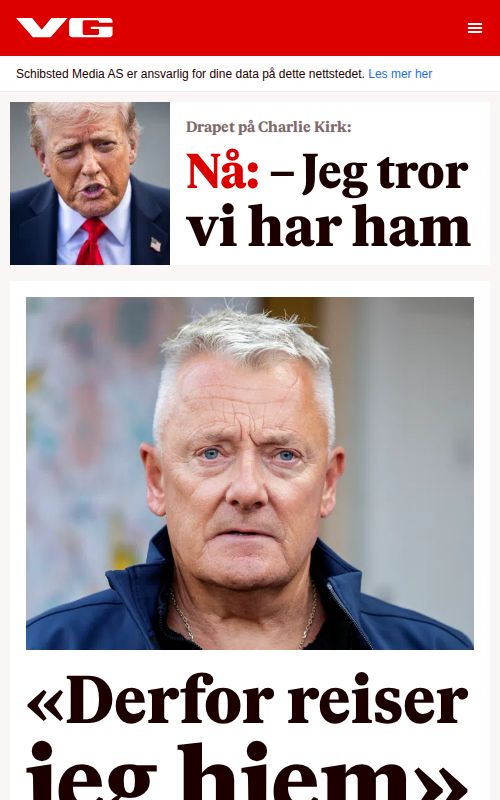 VG
Schibsted Media AS er ansvarlig for dine data på dette nettstedet. Les mer her
Drapet på Charlie Kirk:
Nå: – Jeg tror
vi har ham
«Derfor reiser
jeg hjem»